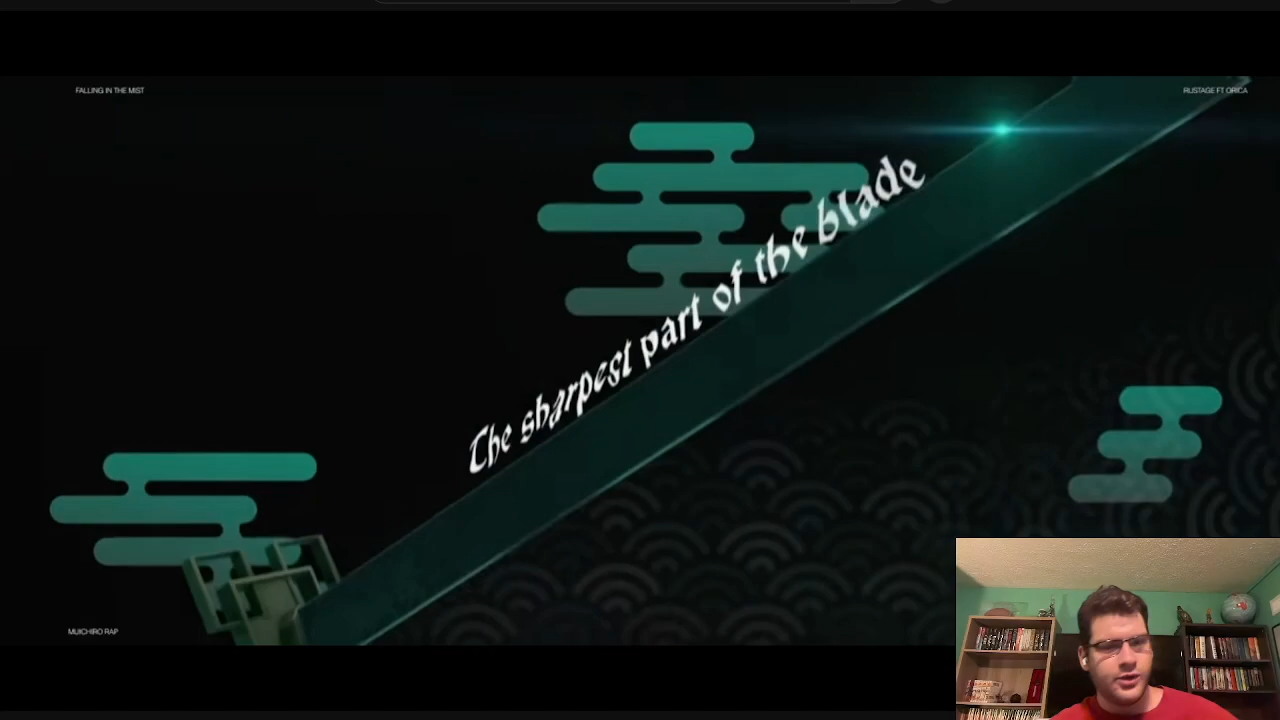 FALLING IN THE MIST
RUSTAGE FT ORICA
The sharpest part of the blade
MUICHIRO RAP